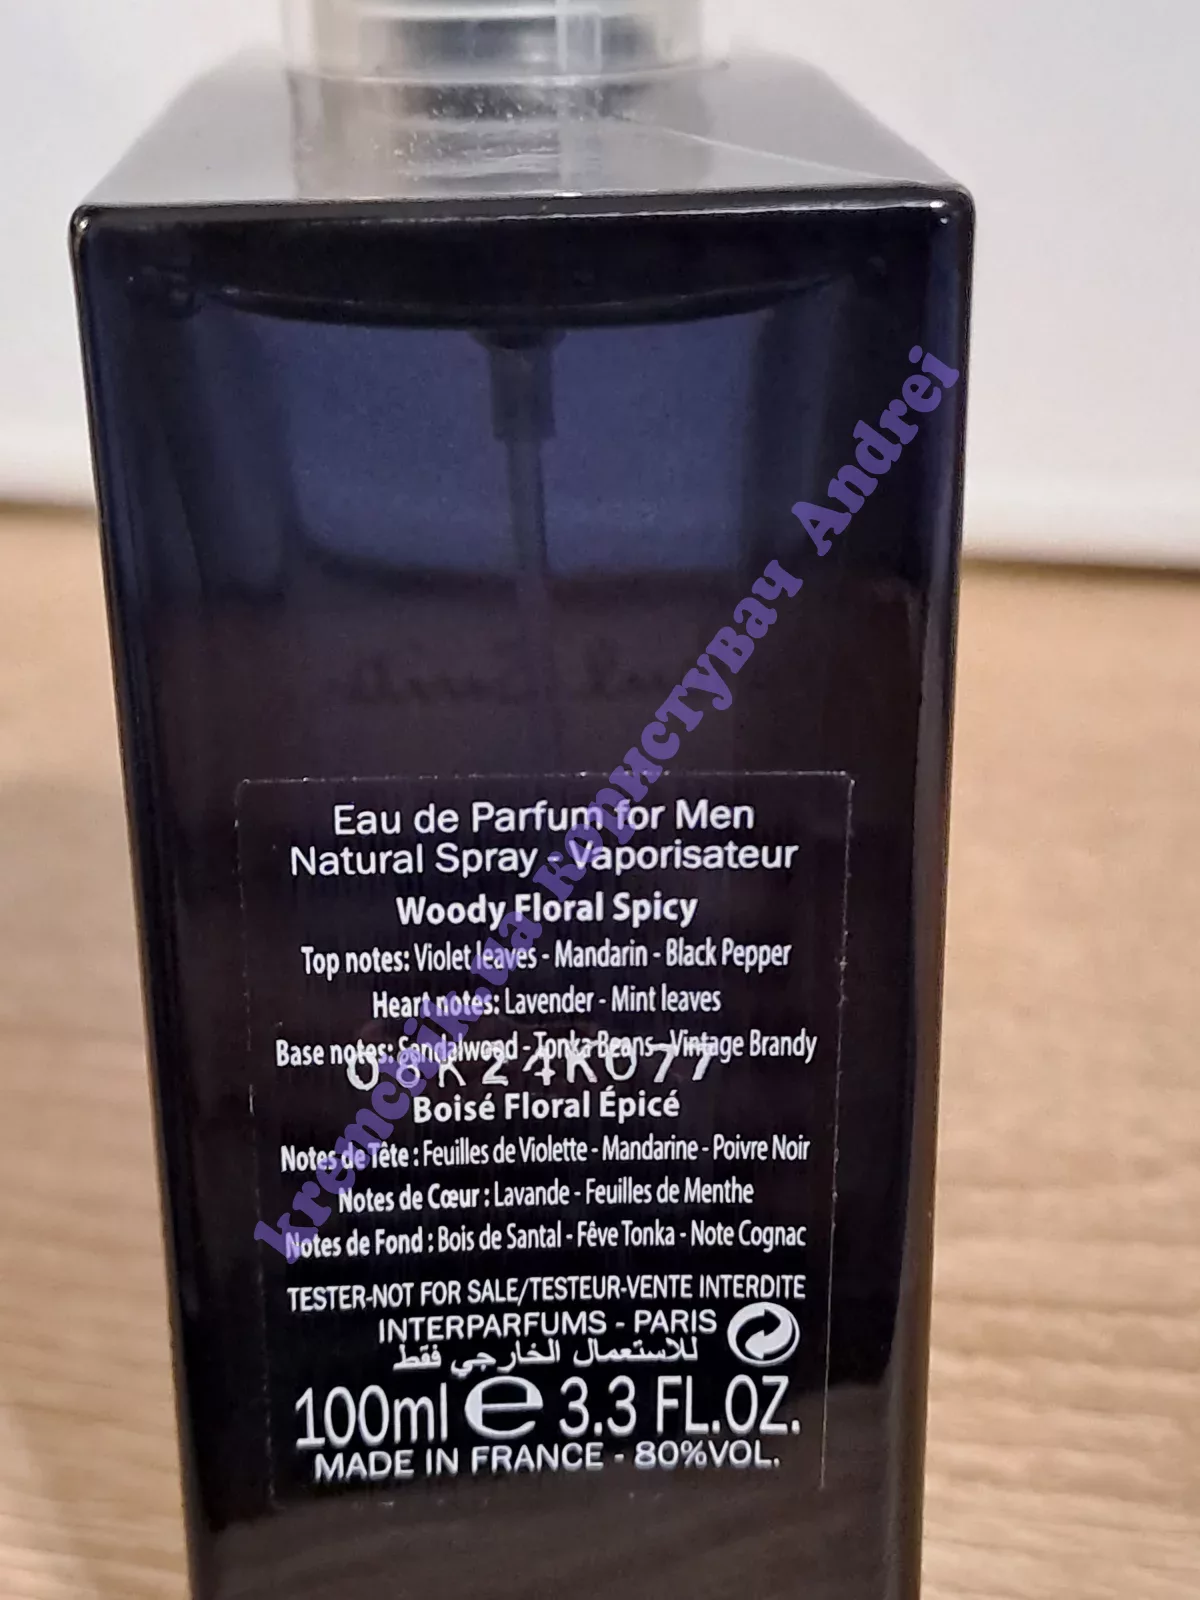 Eau de Parfum for Men
Natural Spray - Vaporisateur
Woody Floral Spicy
Top notes: Violet leaves - Mandarin - Black Pepper
Heart notes: Lavender - Mint leaves
Base notes: Sandalwood - Tonka Beans - Vintage Brandy
08K24K077
Boisé Floral Épicé
Notes de Tête : Feuilles de Violette - Mandarine - Poivre Noir
Notes de Cœur : Lavande - Feuilles de Menthe
Notes de Fond : Bois de Santal - Fêve Tonka - Note Cognac
TESTER-NOT FOR SALE/TESTEUR-VENTE INTERDITE
INTERPARFUMS - PARIS
للاستعمال الخارجي فقط
100ml e 3.3 FL.OZ.
MADE IN FRANCE - 80%VOL.
kremchik.ua користувач Andrei